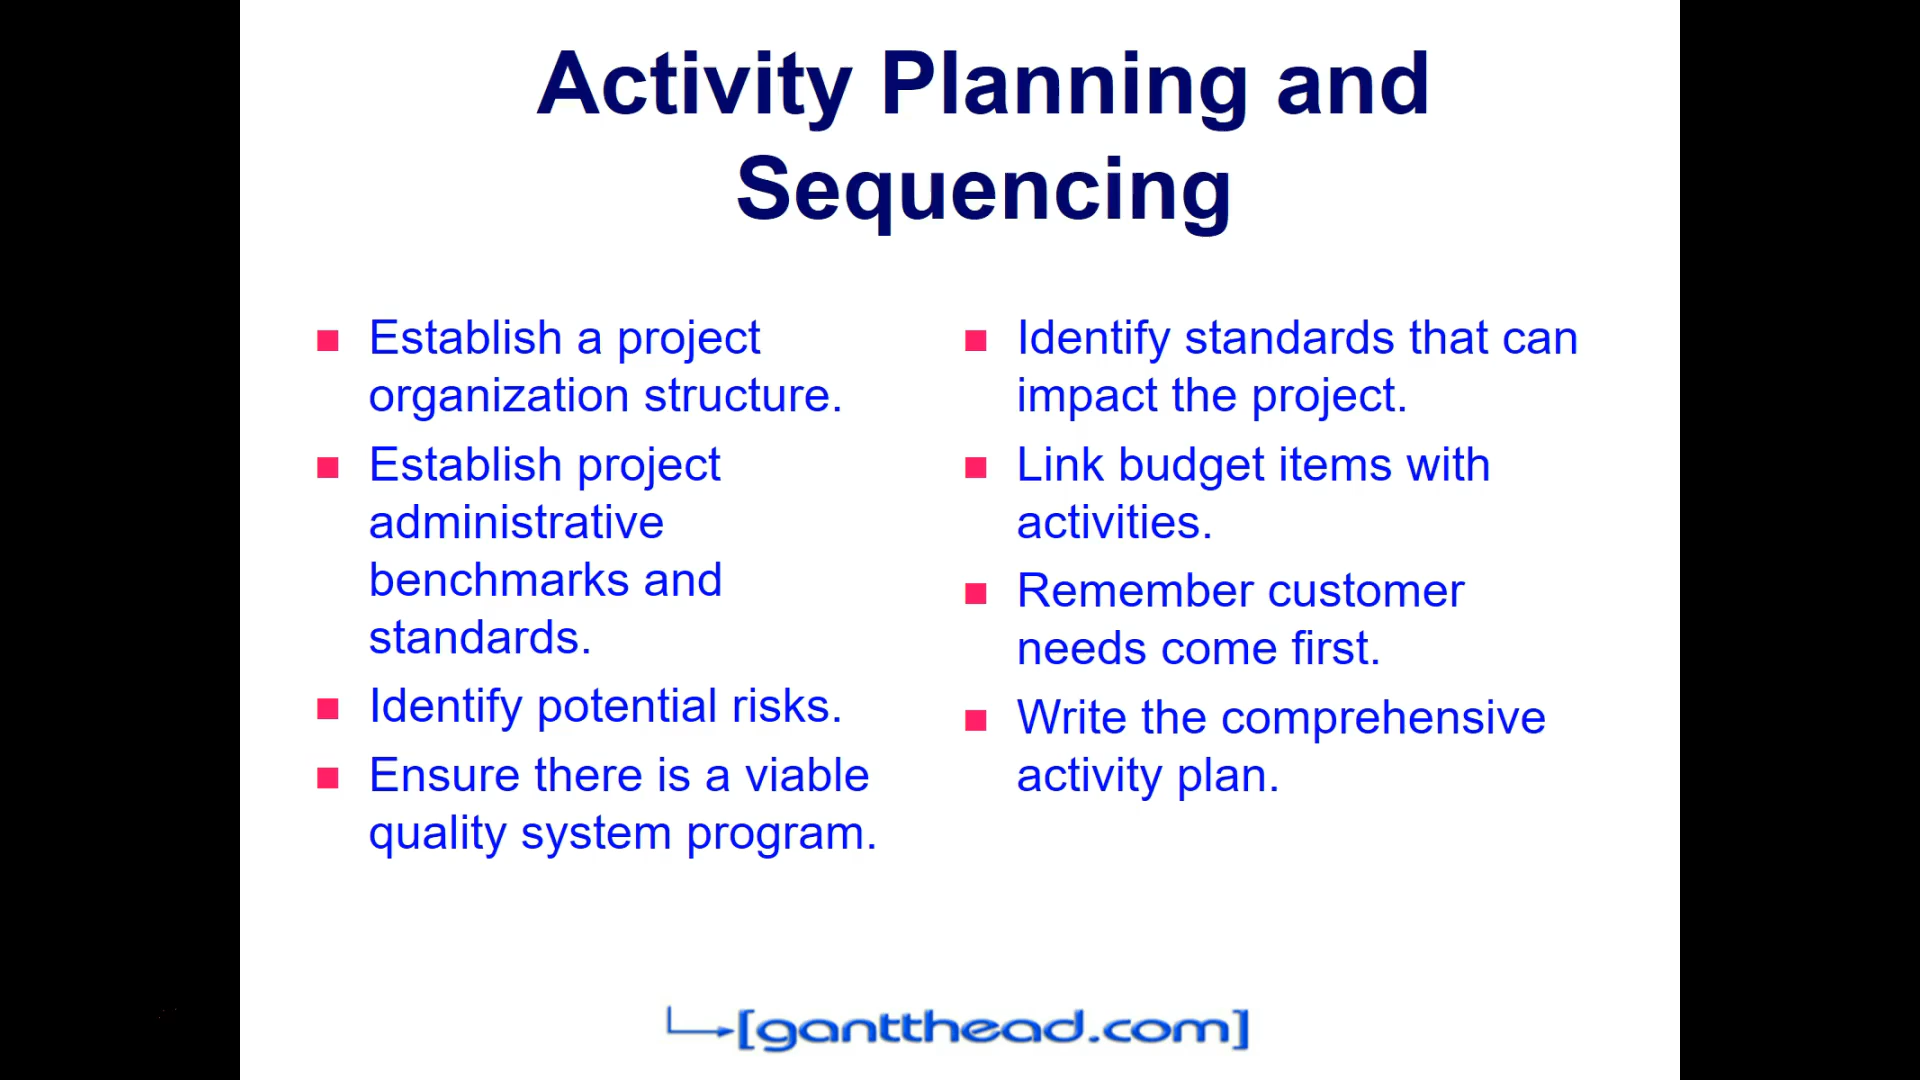 Activity Planning and
Sequencing
Establish a project
organization structure.
Establish project
administrative
benchmarks and
standards.
Identify potential risks.
Ensure there is a viable
quality system program.
Identify standards that can
impact the project.
Link budget items with
activities.
Remember customer
needs come first.
Write the comprehensive
activity plan.
[gantthead.com]